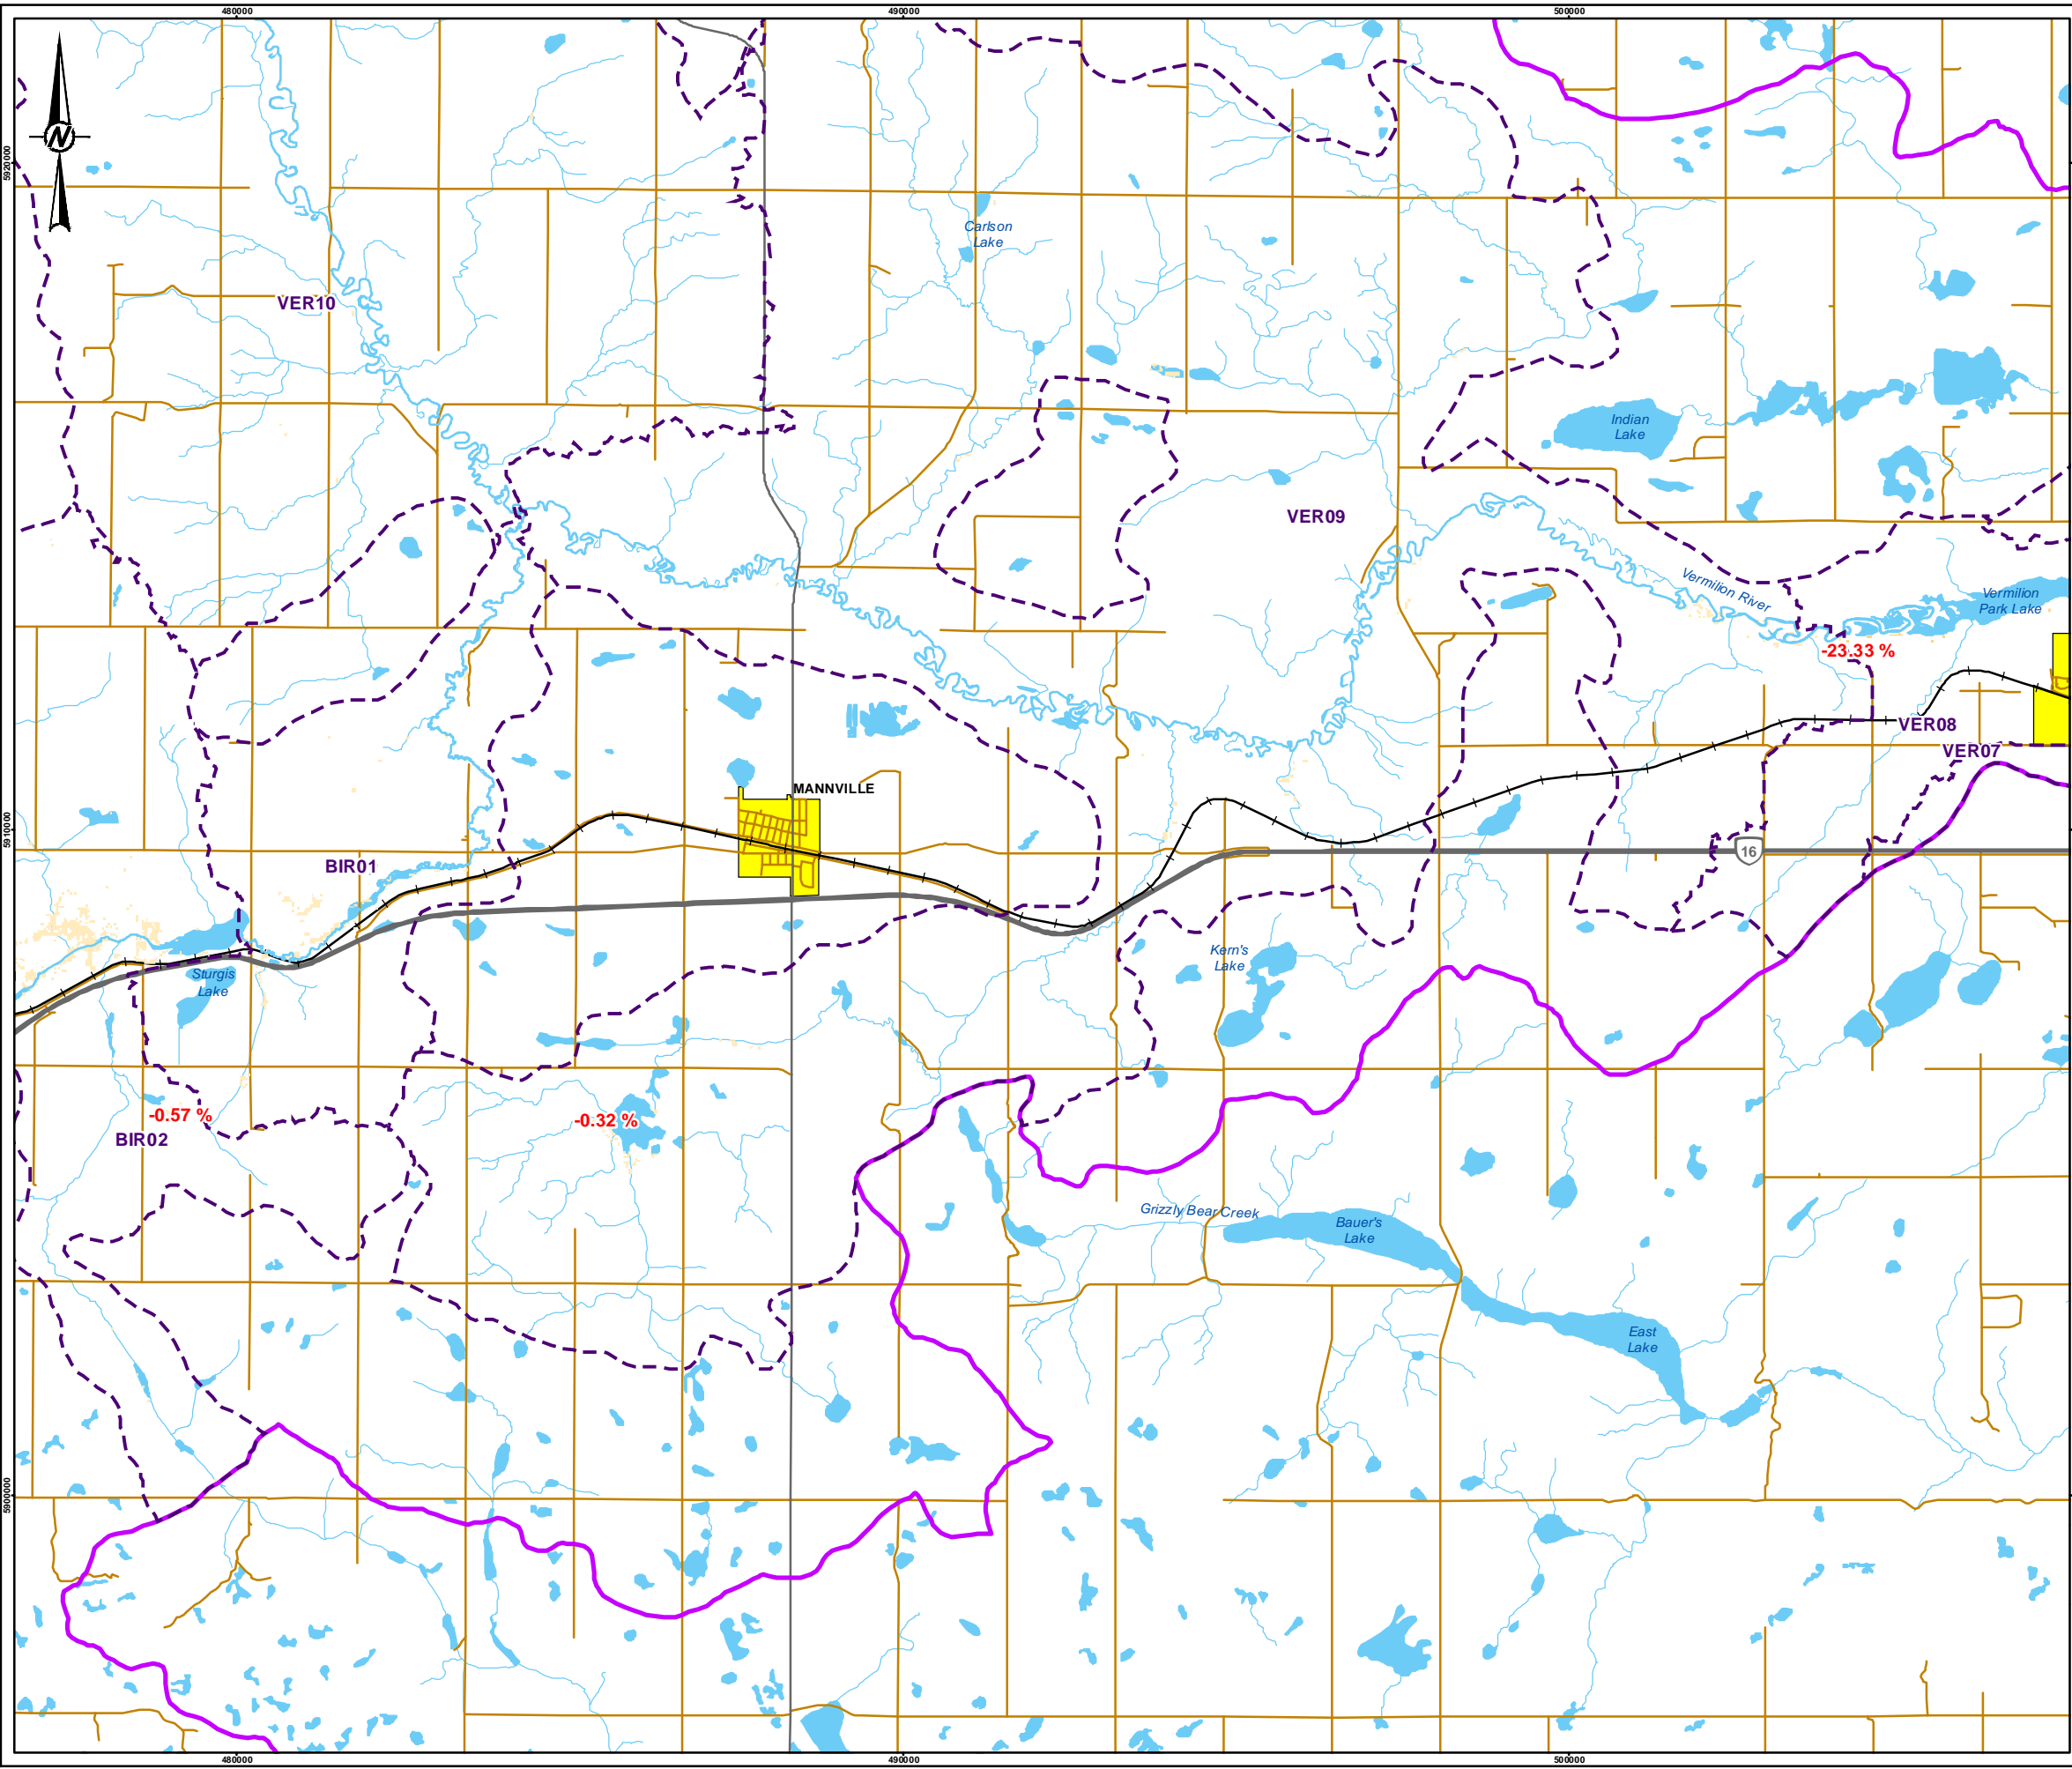 480000
490000
500000
5920000
N
Carlson
Lake
VER10
Indian
Lake
VER09
Vermilion River
Vermilion
Park Lake
-23.33 %
VER08
VER07
MANNVILLE
5910000
16
BIR01
Kern's
Lake
Sturgis
Lake
-0.57 %
-0.32 %
BIR02
Grizzly Bear Creek
Bauer's
Lake
East
Lake
5900000
480000
490000
500000